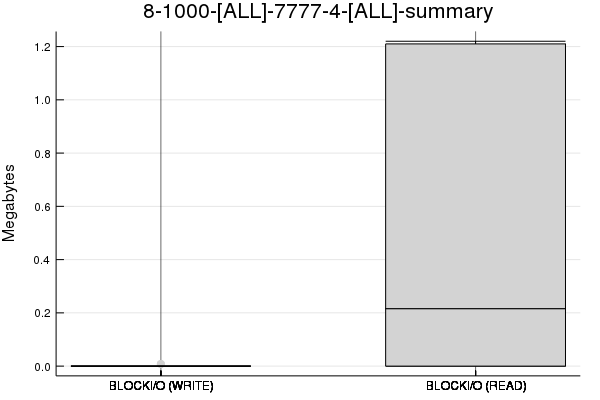 8-1000-[ALL]-7777-4-[ALL]-summary
Megabytes
1.2
1.0
0.8
0.6
0.4
0.2
0.0
BLOCKI/O (WRITE)
BLOCKI/O (READ)